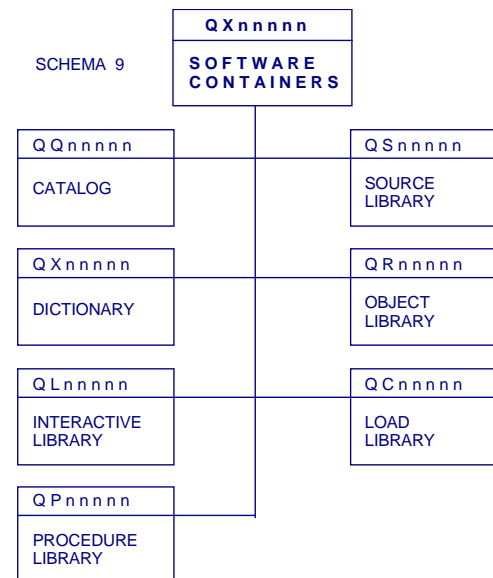 QXnnnnn
SCHEMA 9
SOFTWARE
CONTAINERS
QQnnnnn
CATALOG
QSnnnnn
SOURCE
LIBRARY
QXnnnnn
DICTIONARY
QRnnnnn
OBJECT
LIBRARY
QLnnnnn
INTERACTIVE
LIBRARY
QCnnnnn
LOAD
LIBRARY
QPnnnnn
PROCEDURE
LIBRARY